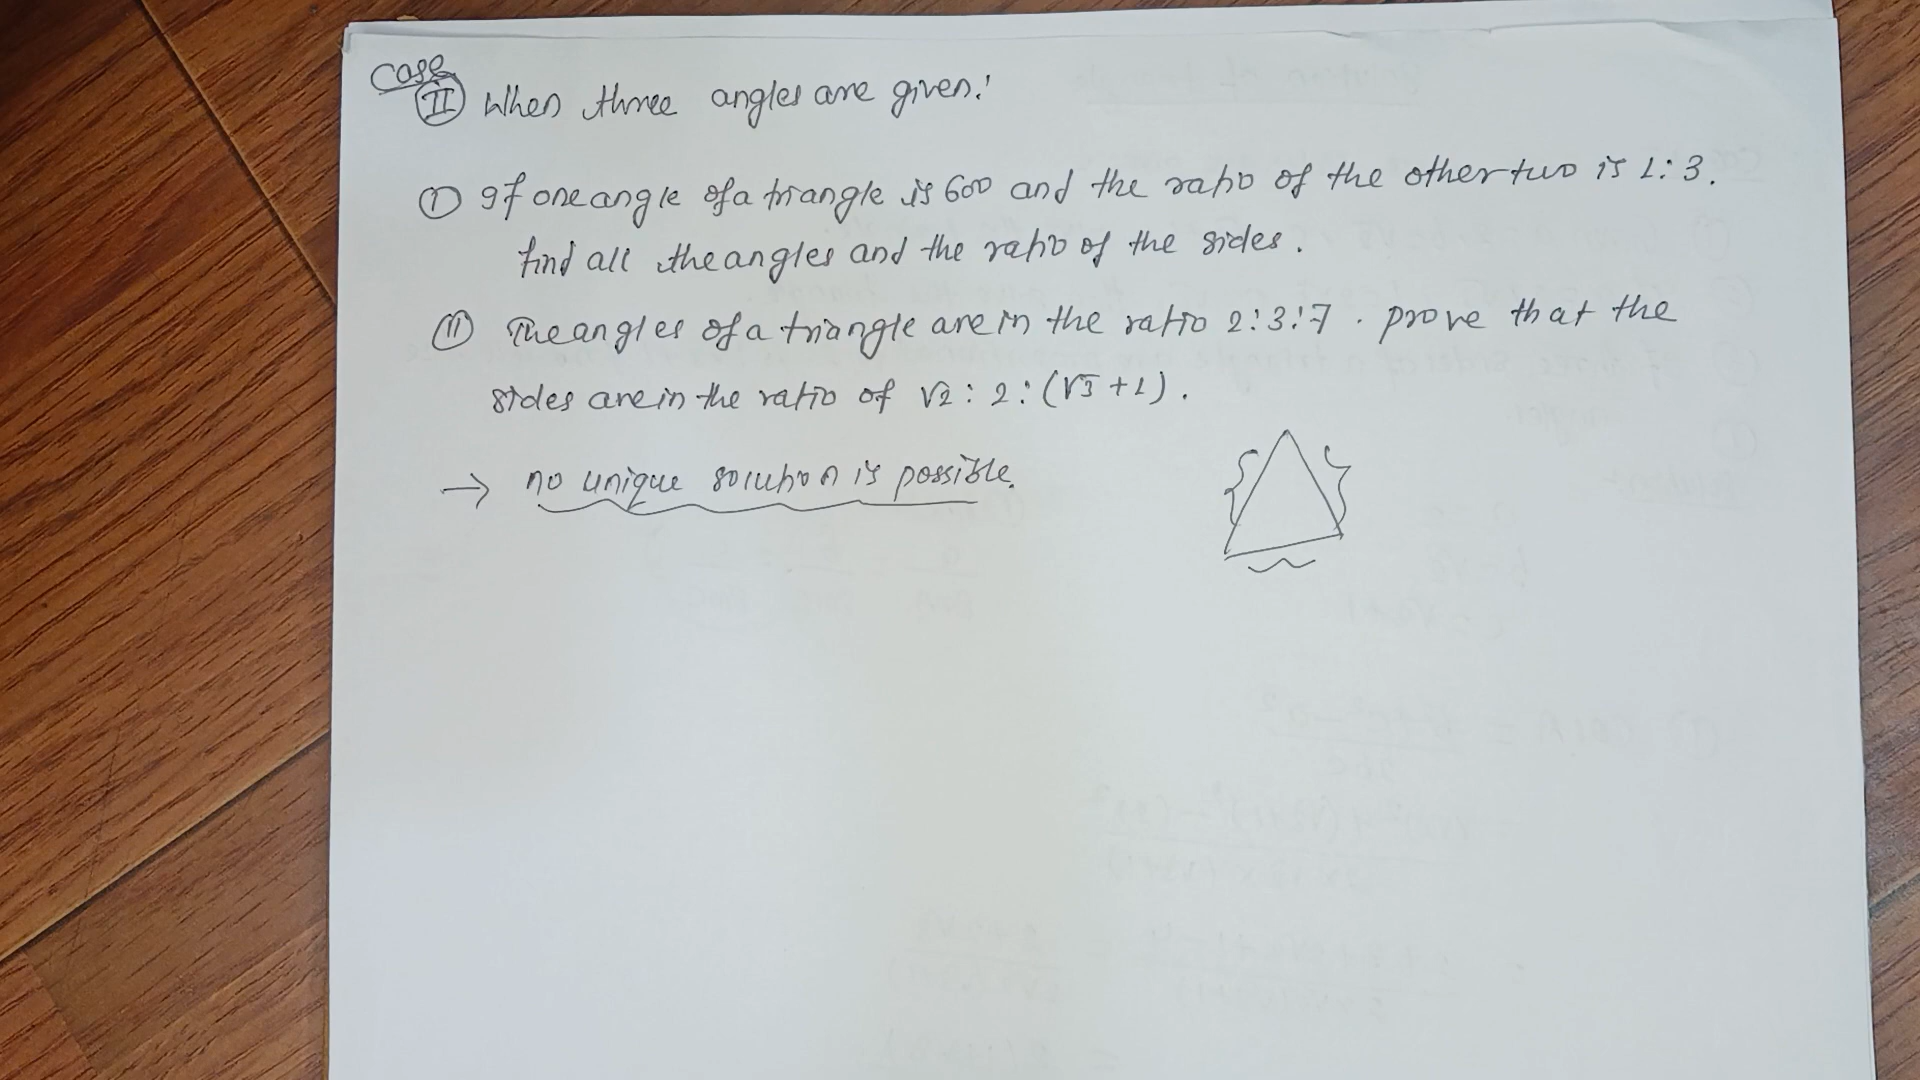 Case
II When three angles are given:
I If one angle of a triangle is 600 and the ratio of the other two is 1:3.
find all the angles and the ratio of the sides.
II The angles of a triangle are in the ratio 2:3:7. prove that the
sides are in the ratio of √2 : 2 : (√3 + 1).
→ no unique solution is possible.